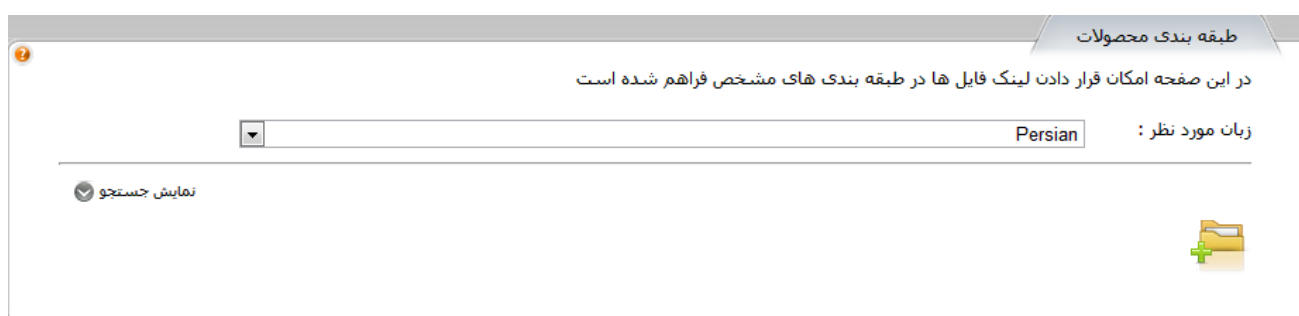 طبقه بندی محصولات
در این صفحه امکان قرار دادن لینک فایل ها در طبقه بندی های مشخص فراهم شده است
زبان مورد نظر :
Persian
نمایش جستجو